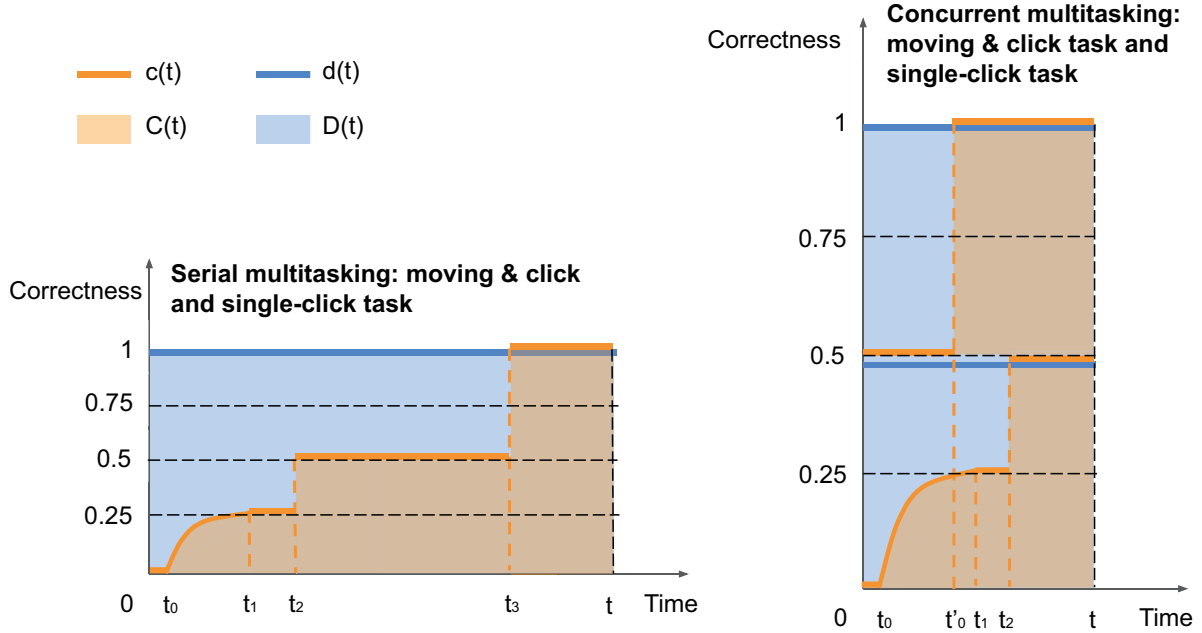 c(t)
d(t)
C(t)
D(t)
Serial multitasking: moving & click
and single-click task
Correctness
1
0.75
0.5
0.25
0
t₀
t₁
t₂
t₃
t
Time
Concurrent multitasking:
moving & click task and
single-click task
Correctness
1
0.75
0.5
0.25
0
t₀
t'₀
t₁
t₂
t
Time